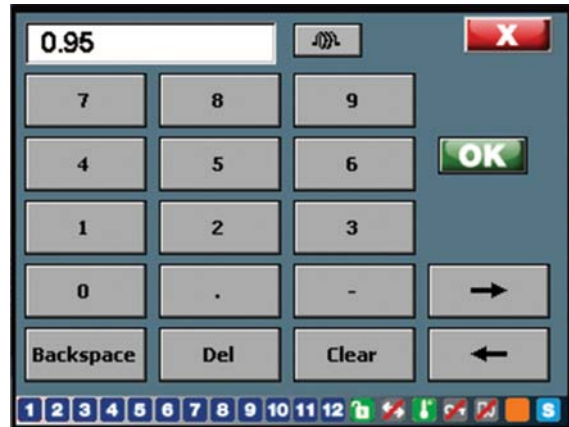 0.95 X
7 8 9
4 5 6 OK
1 2 3
0 . - →
Backspace Del Clear ←
1 2 3 4 5 6 7 8 9 10 11 12 S